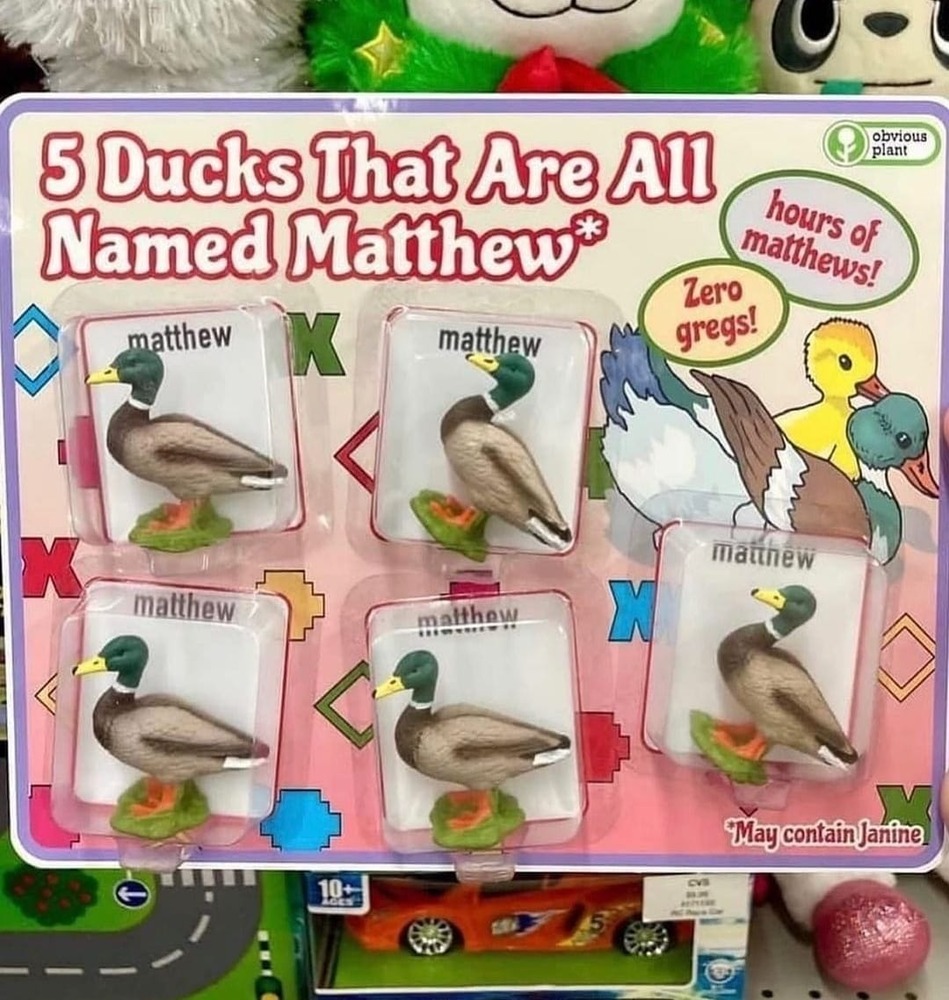 5 Ducks That Are All
Named Matthew*
obvious
plant
hours of
matthews!
Zero
gregs!
matthew
matthew
matthew
matthew
matthew
*May contain Janine
10+
AGES
CVS
5